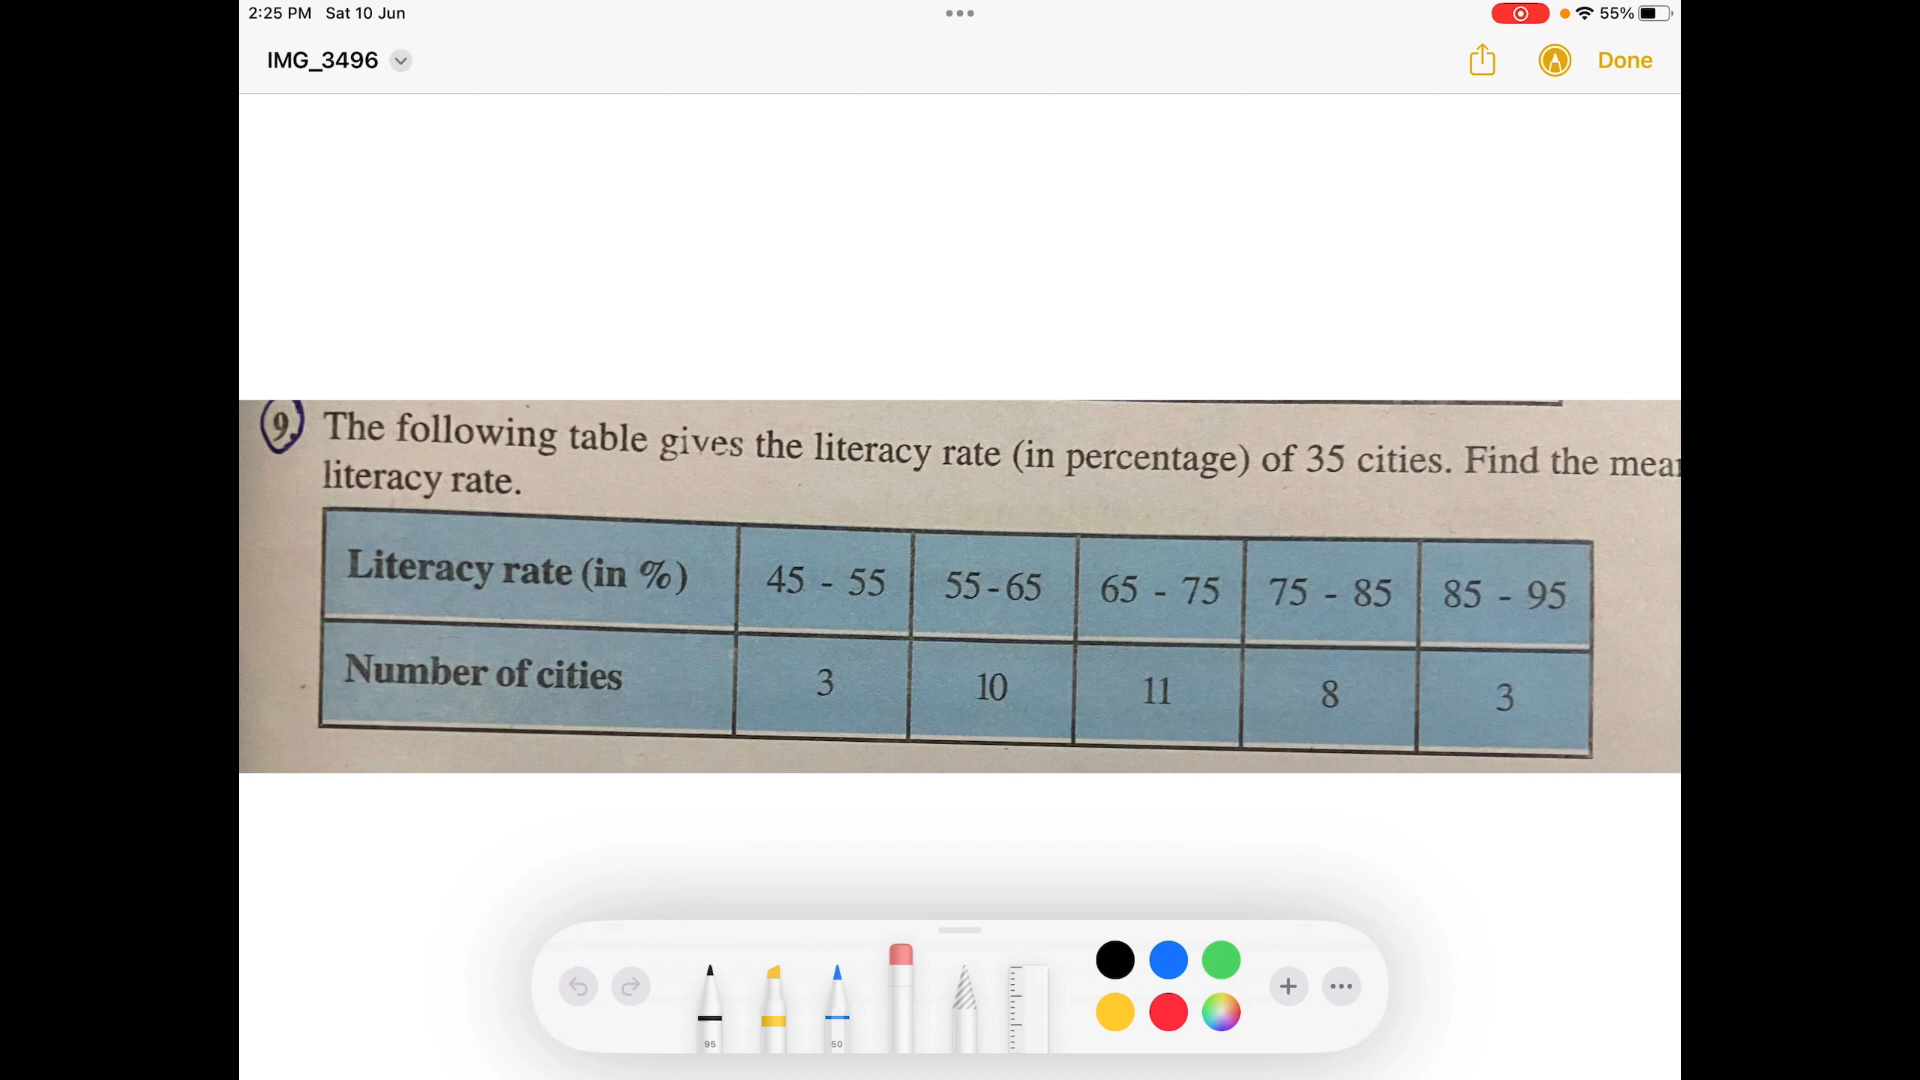 2:25 PM Sat 10 Jun
55%
IMG_3496
Done
9. The following table gives the literacy rate (in percentage) of 35 cities. Find the mea
literacy rate.
Literacy rate (in %) 45 - 55 55-65 65 - 75 75 - 85 85 - 95
Number of cities 3 10 11 8 3
95 50